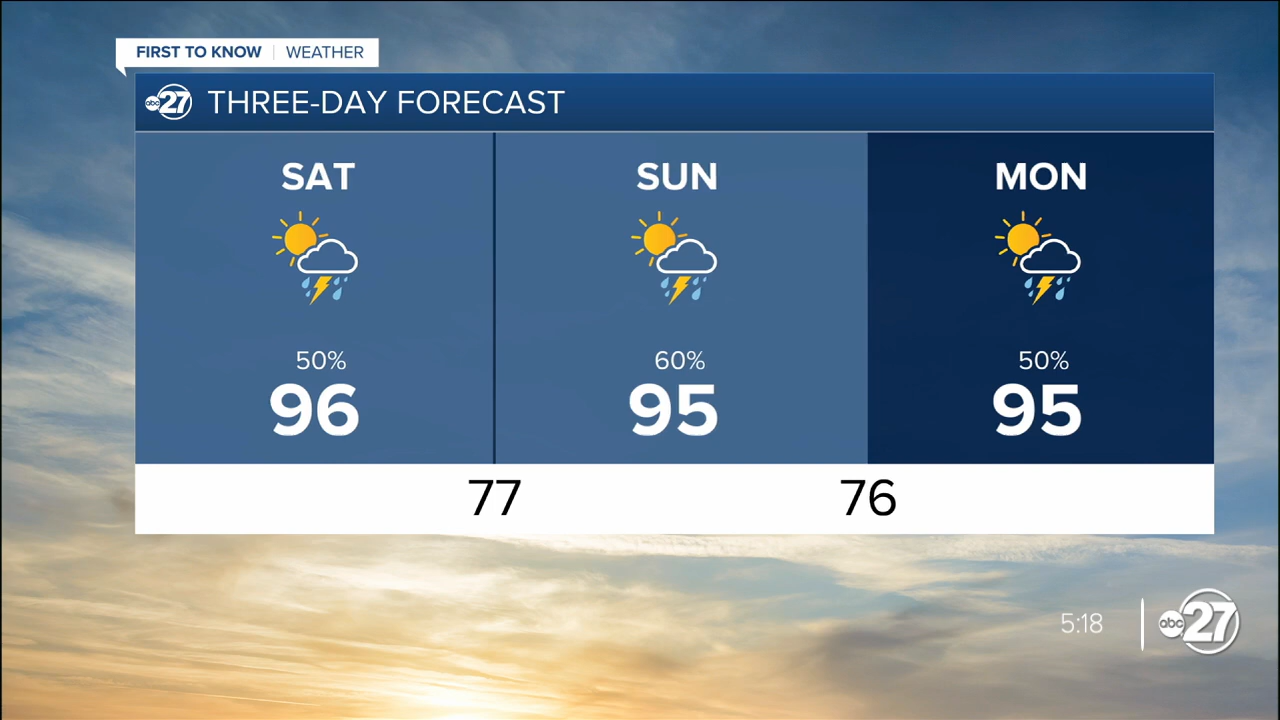 FIRST TO KNOW | WEATHER
abc 27 THREE-DAY FORECAST
SAT SUN MON
50% 60% 50%
96 95 95
77 76
5:18 abc 27